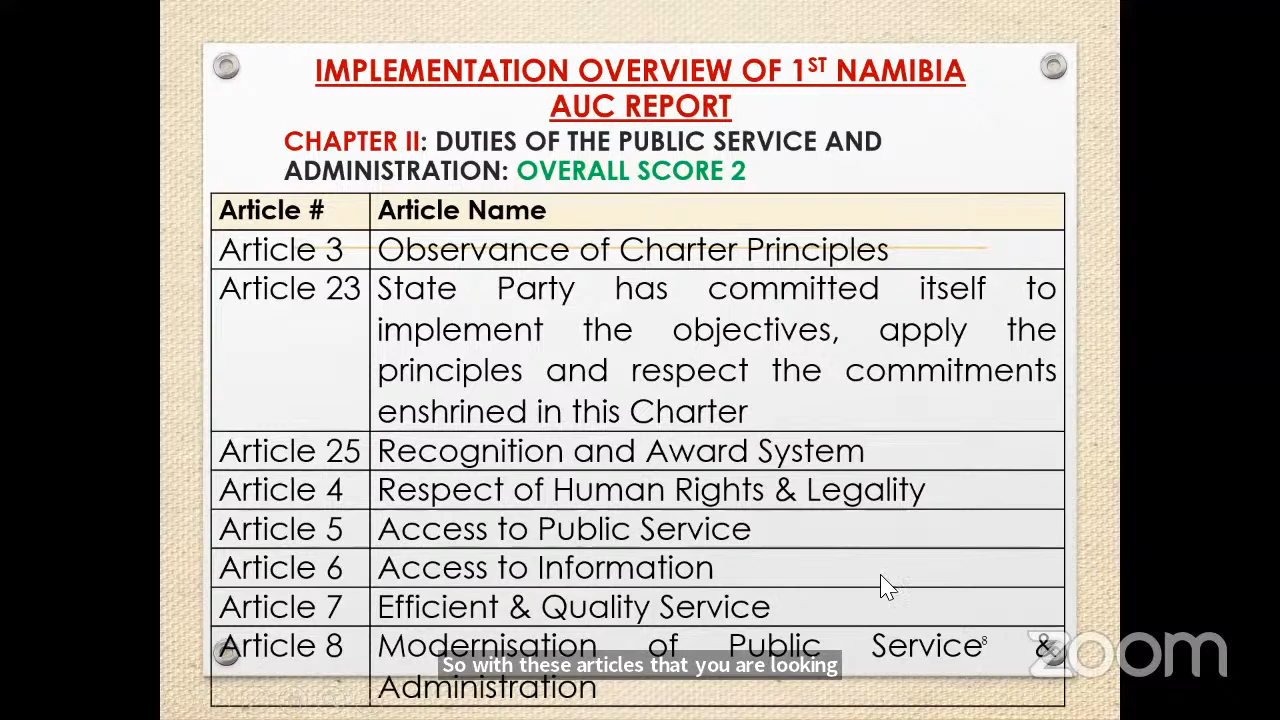 IMPLEMENTATION OVERVIEW OF 1ST NAMIBIA
AUC REPORT
CHAPTER II: DUTIES OF THE PUBLIC SERVICE AND
ADMINISTRATION: OVERALL SCORE 2
Article # Article Name
Article 3 Observance of Charter Principles
Article 23 State Party has committed itself to
implement the objectives, apply the
principles and respect the commitments
enshrined in this Charter
Article 25 Recognition and Award System
Article 4 Respect of Human Rights & Legality
Article 5 Access to Public Service
Article 6 Access to Information
Article 7 Efficient & Quality Service
Article 8 Modernisation of Public Service &
8
zoom
So with these articles that you are looking
Administration